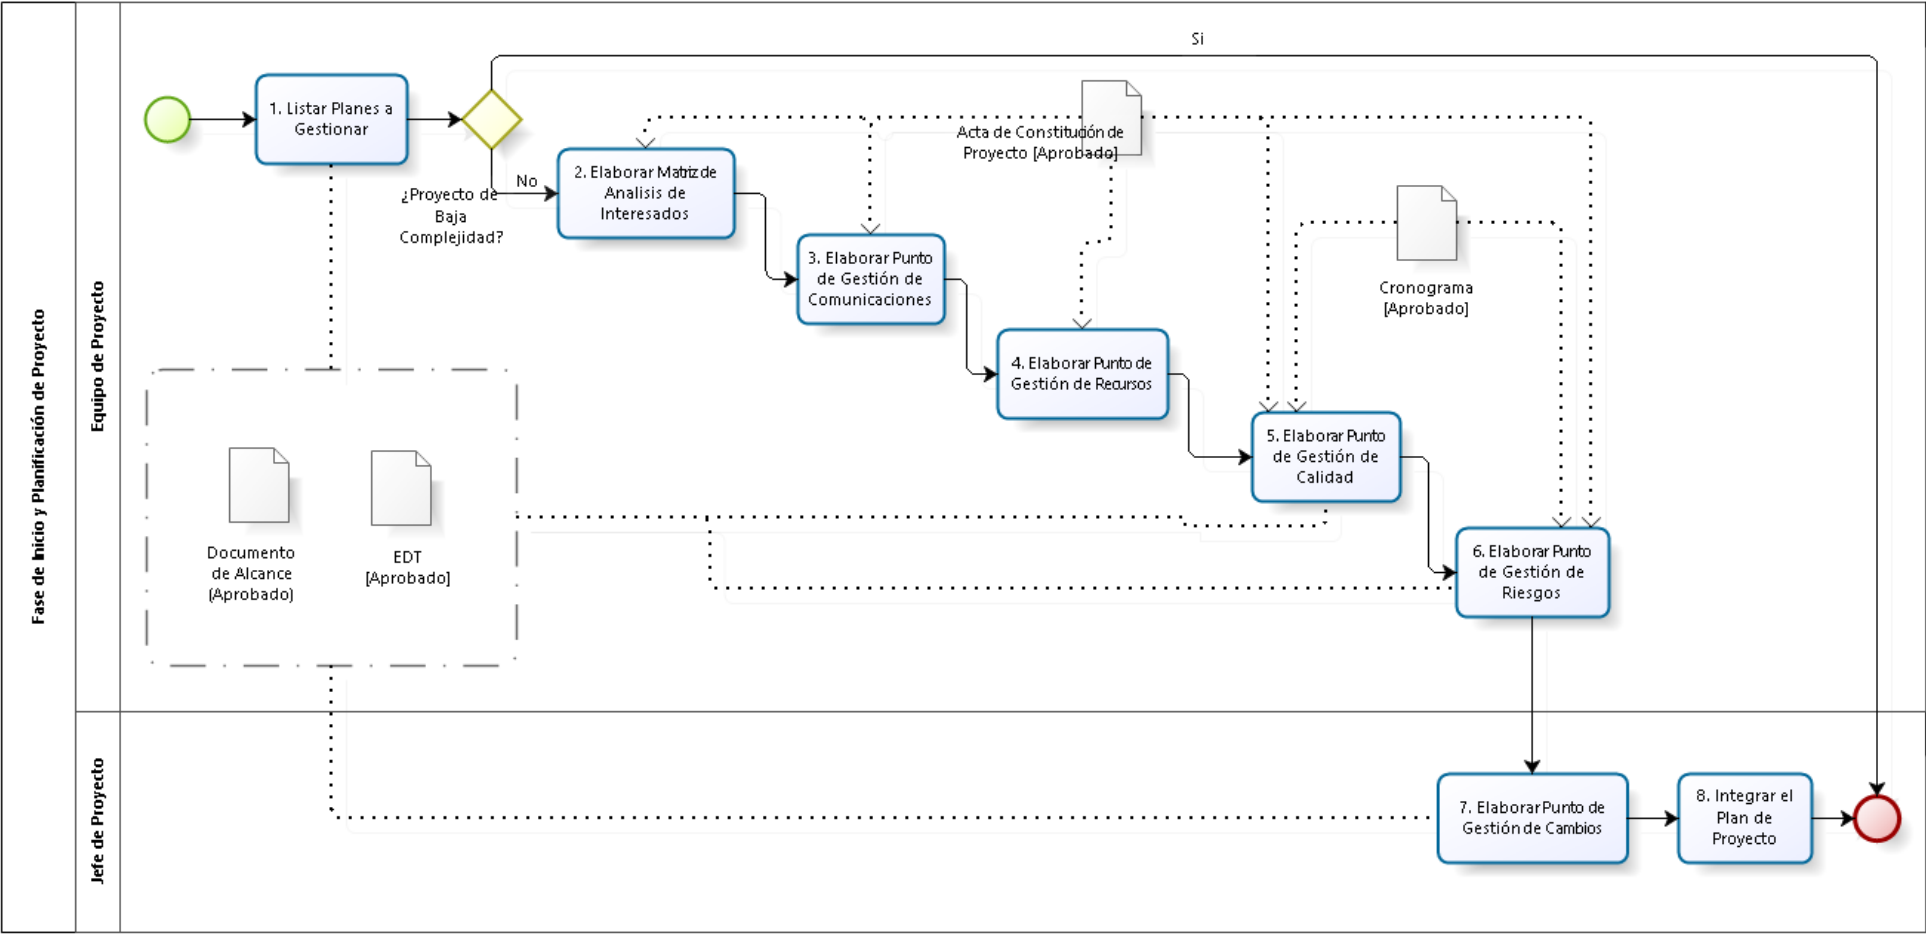 Fase de Inicio y Planificación de Proyecto
Equipo de Proyecto
Si
1. Listar Planes a
Gestionar
¿Proyecto de
Baja
Complejidad?
No
2. Elaborar Matriz de
Analisis de
Interesados
Acta de Constitución de
Proyecto [Aprobado]
3. Elaborar Punto
de Gestión de
Comunicaciones
Cronograma
[Aprobado]
4. Elaborar Punto de
Gestión de Recursos
5. Elaborar Punto
de Gestión de
Calidad
Documento
de Alcance
(Aprobado)
EDT
[Aprobado]
6. Elaborar Punto
de Gestión de
Riesgos
Jefe de Proyecto
7. Elaborar Punto de
Gestión de Cambios
8. Integrar el
Plan de
Proyecto